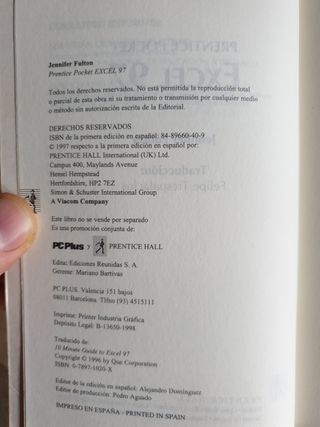 Jennifer Fulton
Prentice Pocket EXCEL 97
Todos los derechos reservados. No está permitida la reproducción total
o parcial de esta obra ni su tratamiento o transmisión por cualquier medio
o método sin autorización escrita de la Editorial.
DERECHOS RESERVADOS
© 1997 respecto a la primera edición en español por:
PRENTICE HALL International (UK) Ltd.
Campus 400, Maylands Avenue
Hemel Hempstead
Hertfordshire, HP2 7EZ
Simon & Schuster International Group
A Viacom Company
ISBN de la primera edición en español: 84-89660-40-9
Este libro no se vende por separado
Es una promoción conjunta de:
PC Plus y PRENTICE HALL
Edita: Ediciones Reunidas S. A.
Gerente: Mariano Bartivas
PC PLUS. Valencia 151 bajos
08011 Barcelona. Tlfno (93) 4515111
Imprime: Printer Industria Gráfica
Depósito Legal: B-13650-1998
Traducido de:
10 Minute Guide to Excel 97
Copyright © 1996 by Que Corporation
ISBN: 0-7897-1020-X
Editor de la edición en español: Alejandro Domínguez
Editor de producción: Pedro Aguado
IMPRESO EN ESPAÑA - PRINTED IN SPAIN